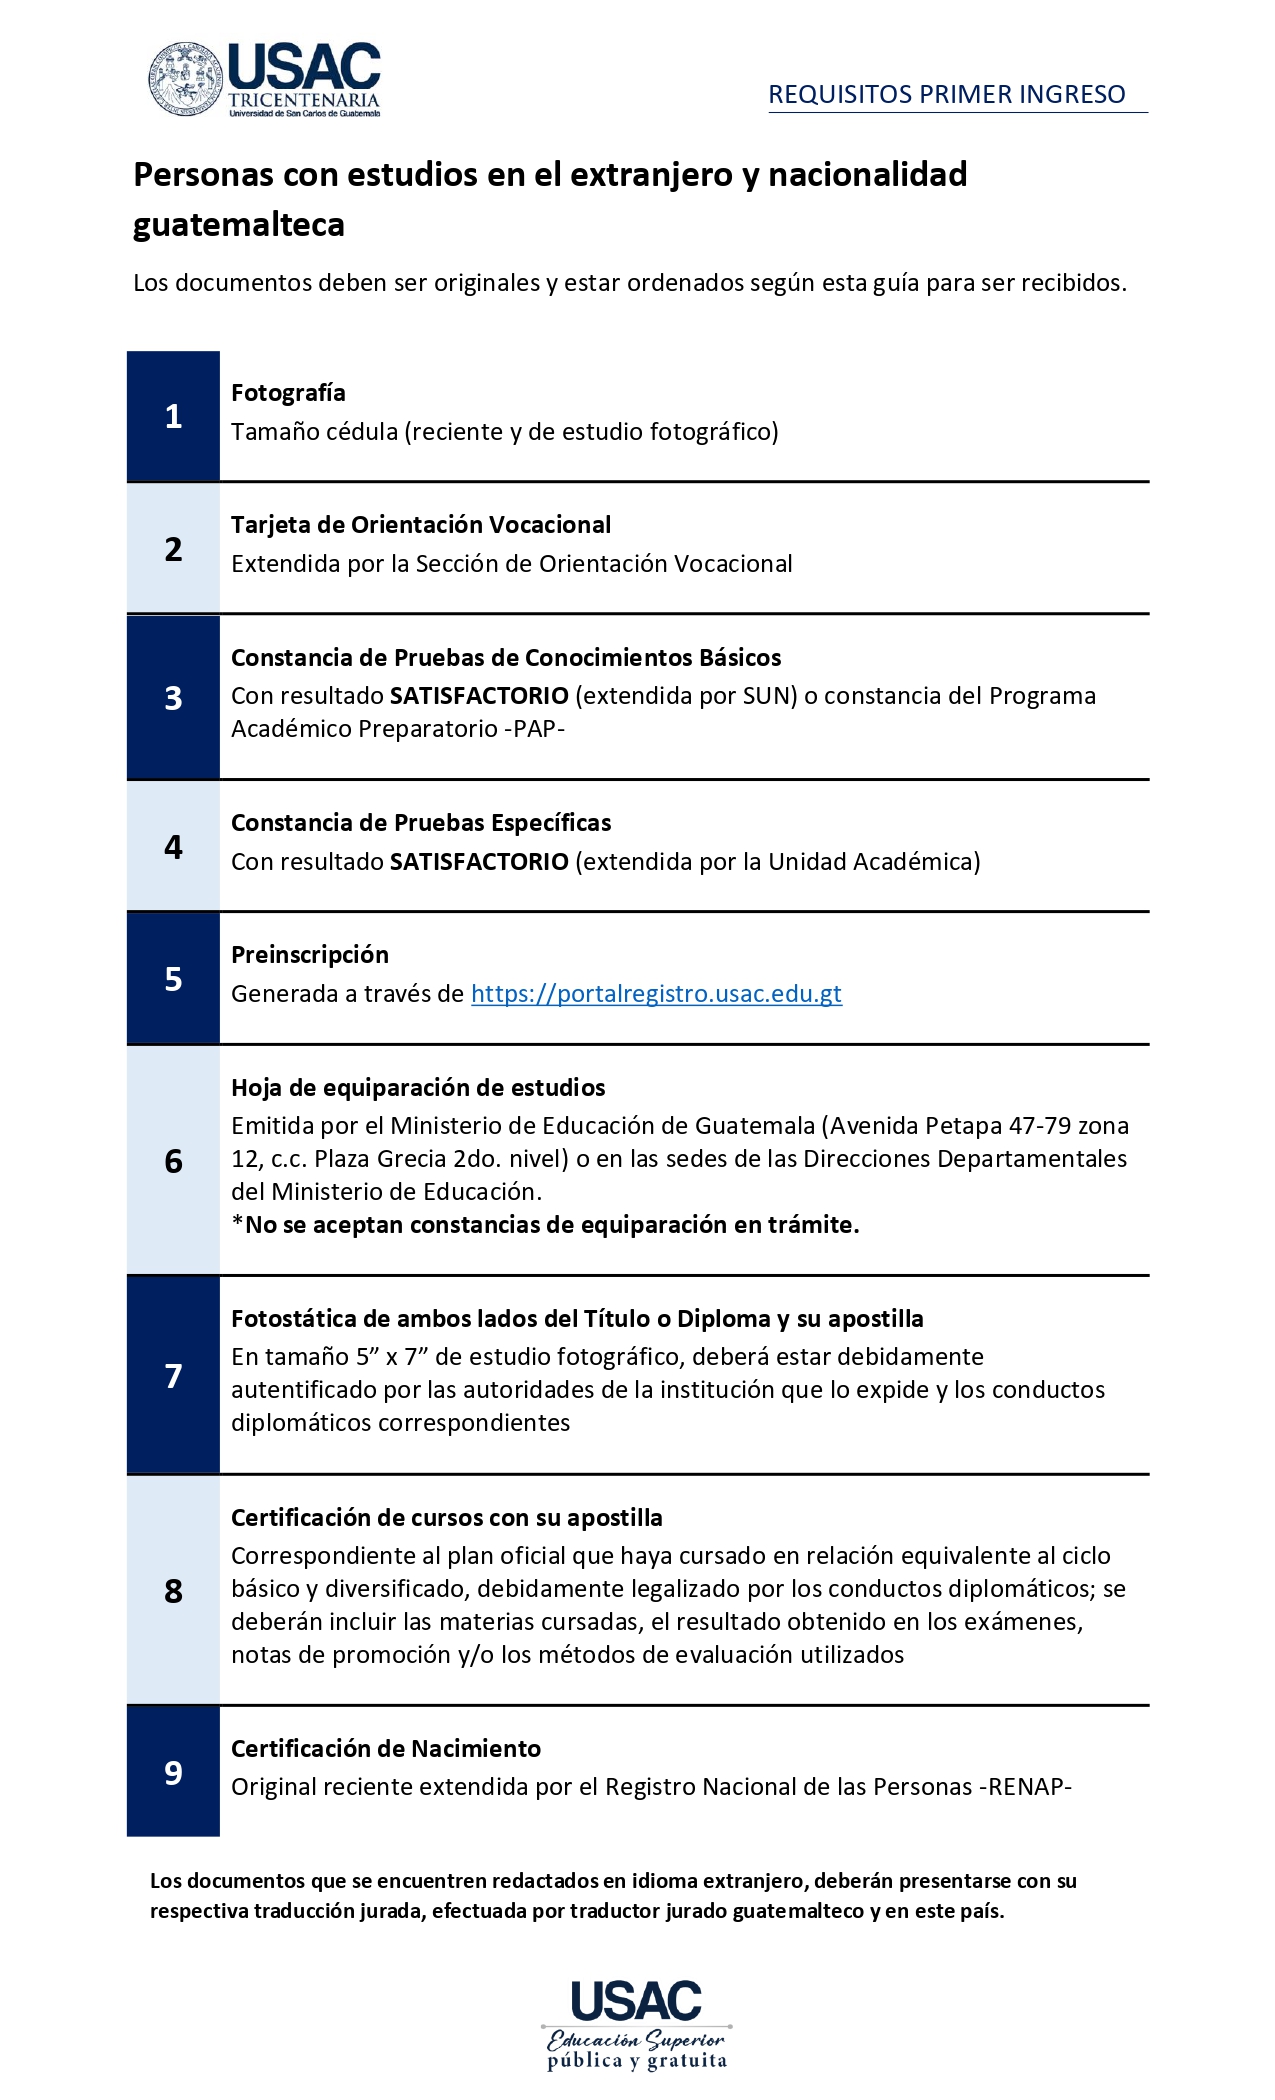 USAC
TRICENTENARIA
Universidad de San Carlos de Guatemala
REQUISITOS PRIMER INGRESO
Personas con estudios en el extranjero y nacionalidad
guatemalteca
Los documentos deben ser originales y estar ordenados según esta guía para ser recibidos.
1
Fotografía
Tamaño cédula (reciente y de estudio fotográfico)
2
Tarjeta de Orientación Vocacional
Extendida por la Sección de Orientación Vocacional
3
Constancia de Pruebas de Conocimientos Básicos
Con resultado SATISFACTORIO (extendida por SUN) o constancia del Programa
Académico Preparatorio -PAP-
4
Constancia de Pruebas Específicas
Con resultado SATISFACTORIO (extendida por la Unidad Académica)
5
Preinscripción
Generada a través de https://portalregistro.usac.edu.gt
6
Hoja de equiparación de estudios
Emitida por el Ministerio de Educación de Guatemala (Avenida Petapa 47-79 zona
12, c.c. Plaza Grecia 2do. nivel) o en las sedes de las Direcciones Departamentales
del Ministerio de Educación.
*No se aceptan constancias de equiparación en trámite.
7
Fotostática de ambos lados del Título o Diploma y su apostilla
En tamaño 5” x 7” de estudio fotográfico, deberá estar debidamente
autentificado por las autoridades de la institución que lo expide y los conductos
diplomáticos correspondientes
8
Certificación de cursos con su apostilla
Correspondiente al plan oficial que haya cursado en relación equivalente al ciclo
básico y diversificado, debidamente legalizado por los conductos diplomáticos; se
deberán incluir las materias cursadas, el resultado obtenido en los exámenes,
notas de promoción y/o los métodos de evaluación utilizados
9
Certificación de Nacimiento
Original reciente extendida por el Registro Nacional de las Personas -RENAP-
Los documentos que se encuentren redactados en idioma extranjero, deberán presentarse con su
respectiva traducción jurada, efectuada por traductor jurado guatemalteco y en este país.
USAC
Educación Superior
pública y gratuita